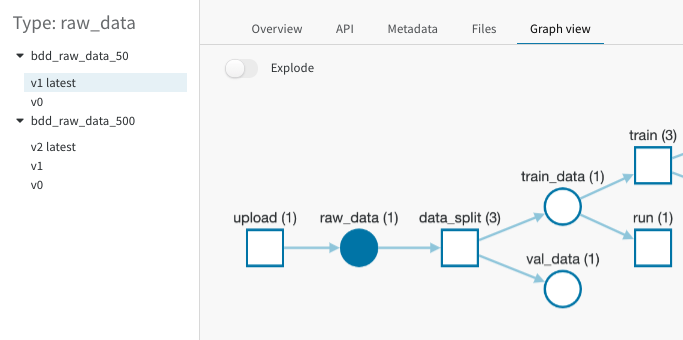 Type: raw_data
bdd_raw_data_50
v1 latest
v0
bdd_raw_data_500
v2 latest
v1
v0
Overview API Metadata Files Graph view
Explode
train (3)
train_data (1)
upload (1) raw_data (1) data_split (3) run (1)
val_data (1)